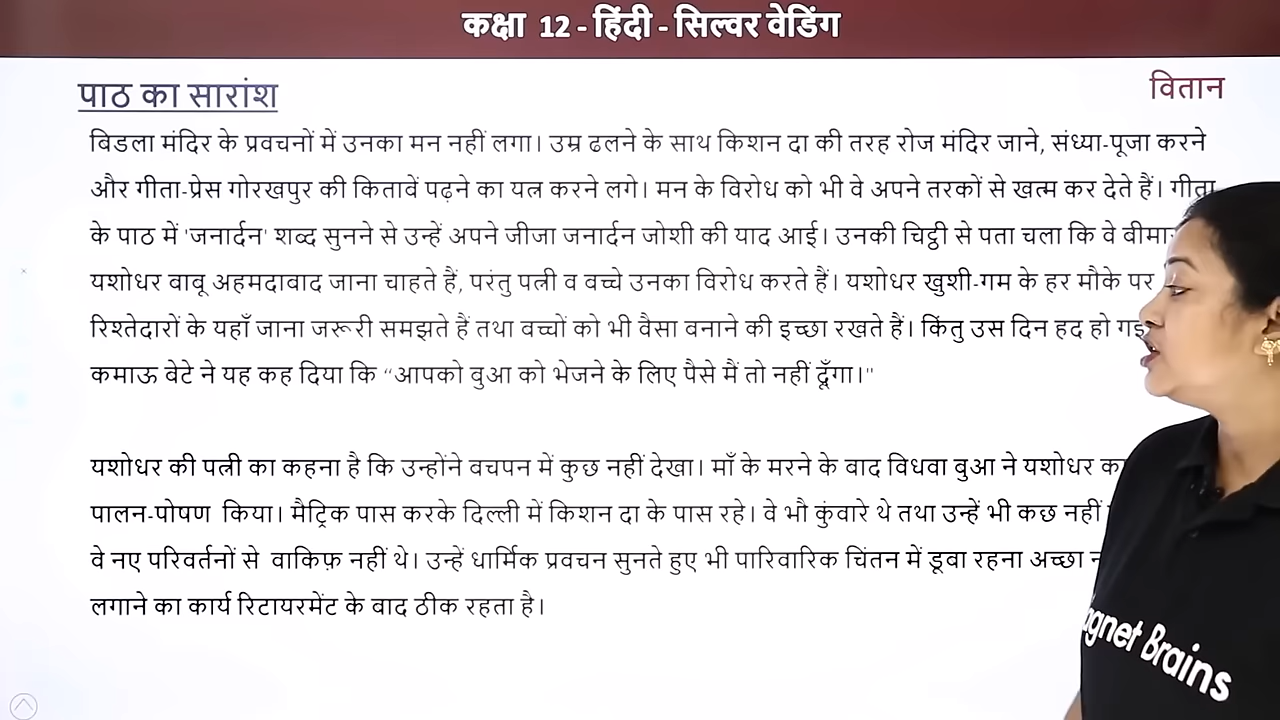 कक्षा 12 - हिंदी - सिल्वर वेडिंग
पाठ का सारांश
वितान
बिडला मंदिर के प्रवचनों में उनका मन नहीं लगा। उम्र ढलने के साथ किशन दा की तरह रोज मंदिर जाने, संध्या-पूजा करने
और गीता-प्रेस गोरखपुर की किताबें पढ़ने का यत्न करने लगे। मन के विरोध को भी वे अपने तरकों से खत्म कर देते हैं। गीता
के पाठ में 'जनार्दन' शब्द सुनने से उन्हें अपने जीजा जनार्दन जोशी की याद आई। उनकी चिट्ठी से पता चला कि वे
यशोधर बाबू अहमदाबाद जाना चाहते हैं, परंतु पत्नी व बच्चे उनका विरोध करते हैं। यशोधर खुशी-गम के हर मौके पर
रिश्तेदारों के यहाँ जाना जरूरी समझते हैं तथा बच्चों को भी वैसा बनाने की इच्छा रखते हैं। किंतु उस दिन हद हो
कमाऊ बेटे ने यह कह दिया कि “आपको बुआ को भेजने के लिए पैसे मैं तो नहीं दूँगा।"
यशोधर की पत्नी का कहना है कि उन्होंने बचपन में कुछ नहीं देखा। माँ के मरने के बाद विधवा बुआ ने यशोधर
पालन-पोषण किया। मैट्रिक पास करके दिल्ली में किशन दा के पास रहे। वे भौ कुंवारे थे तथा उन्हें भी कछ नहीं
वे नए परिवर्तनों से वाकिफ़ नहीं थे। उन्हें धार्मिक प्रवचन सुनते हुए भी पारिवारिक चिंतन में डूबा रहना अच्छा
लगाने का कार्य रिटायरमेंट के बाद ठीक रहता है।
Brains